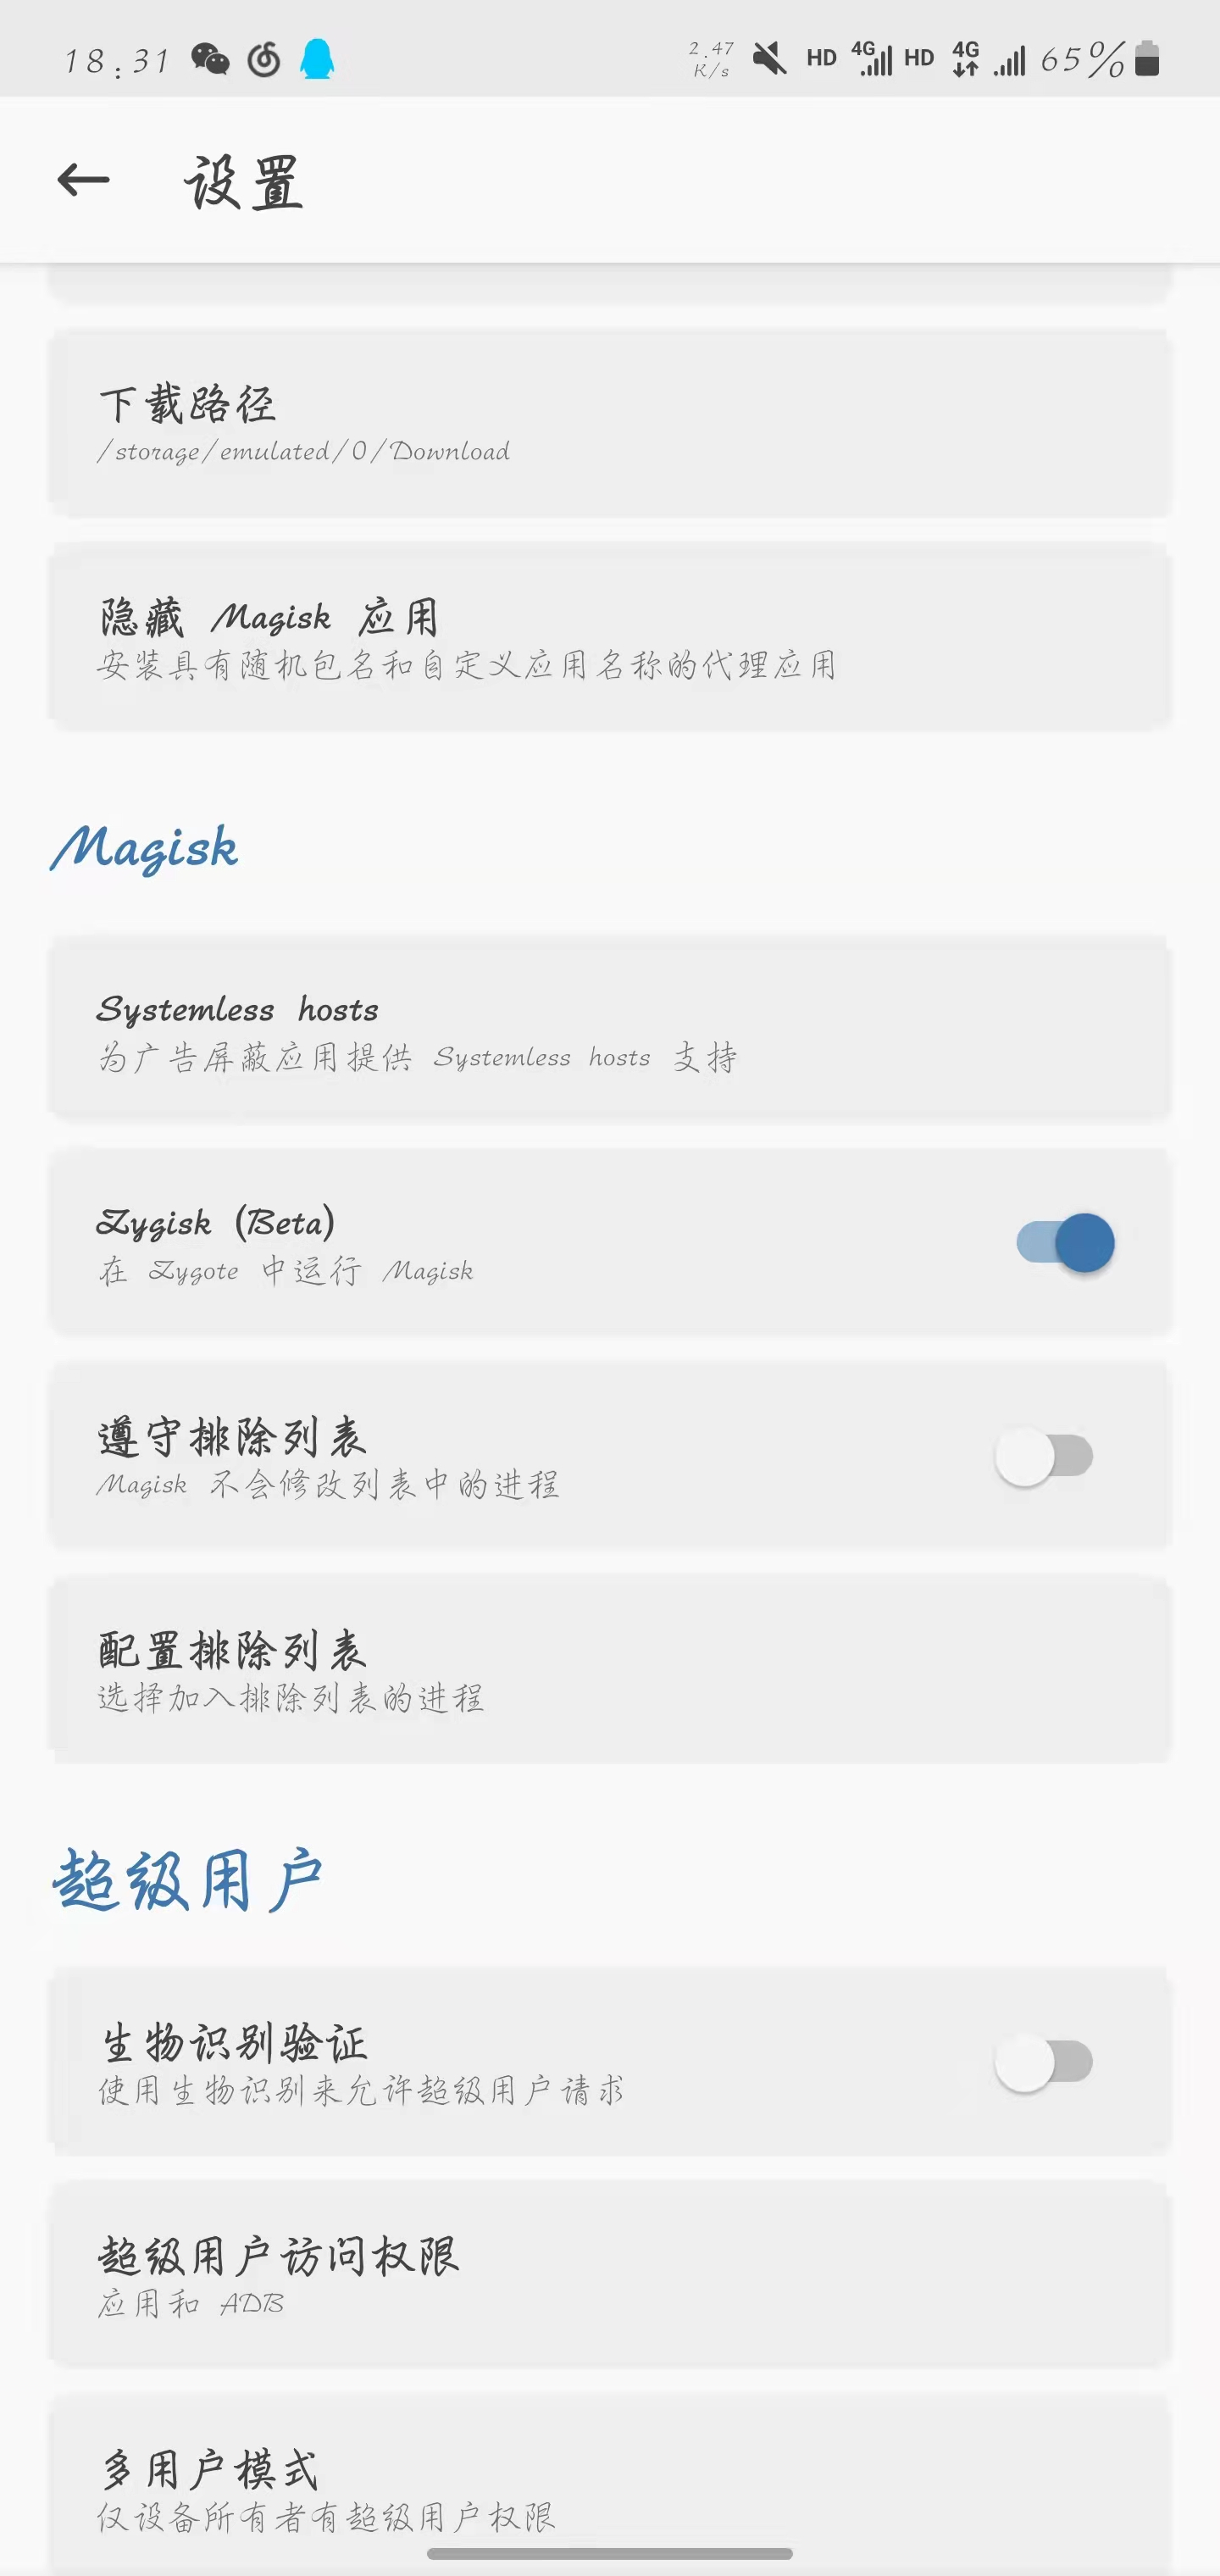 18:31
2.47
K/s
HD 4G HD 4G 65%
设置
下载路径
/storage/emulated/0/Download
隐藏 Magisk 应用
安装具有随机包名和自定义应用名称的代理应用
Magisk
Systemless hosts
为广告屏蔽应用提供 Systemless hosts 支持
Zygisk (Beta)
在 Zygote 中运行 Magisk
遵守排除列表
Magisk 不会修改列表中的进程
配置排除列表
选择加入排除列表的进程
超级用户
生物识别验证
使用生物识别来允许超级用户请求
超级用户访问权限
应用和 ADB
多用户模式
仅设备所有者有超级用户权限